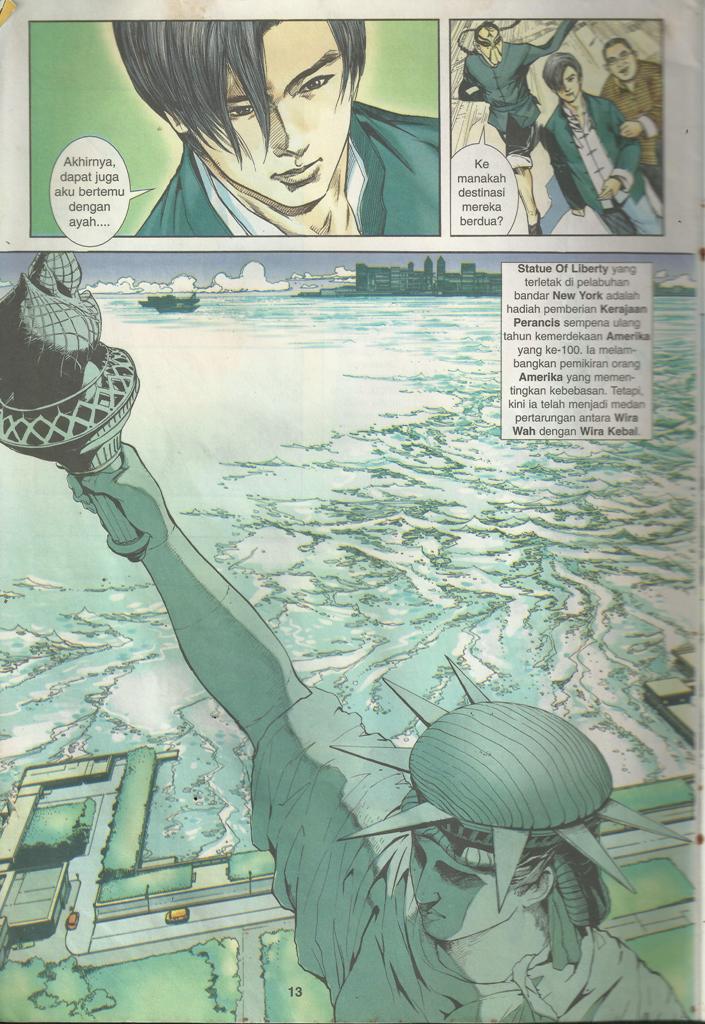 Akhirnya,
dapat juga
aku bertemu
dengan
ayah....
Ke
manakah
destinasi
mereka
berdua?
Statue Of Liberty yang
terletak di pelabuhan
bandar New York adalah
hadiah pemberian Kerajaan
Perancis sempena ulang
tahun kemerdekaan Amerika
yang ke-100. Ia melam-
bangkan pemikiran orang
Amerika yang memen-
tingkan kebebasan. Tetapi,
kini ia telah menjadi medan
pertarungan antara Wira
Wah dengan Wira Kebal.
13